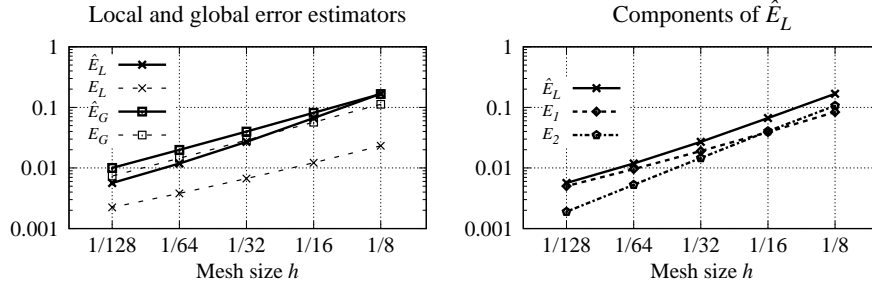 Local and global error estimators
1
0.1
0.01
0.001
Ê_L
E_L
Ê_G
E_G
1/128 1/64 1/32 1/16 1/8
Mesh size h
Components of Ê_L
1
0.1
0.01
0.001
Ê_L
E_1
E_2
1/128 1/64 1/32 1/16 1/8
Mesh size h